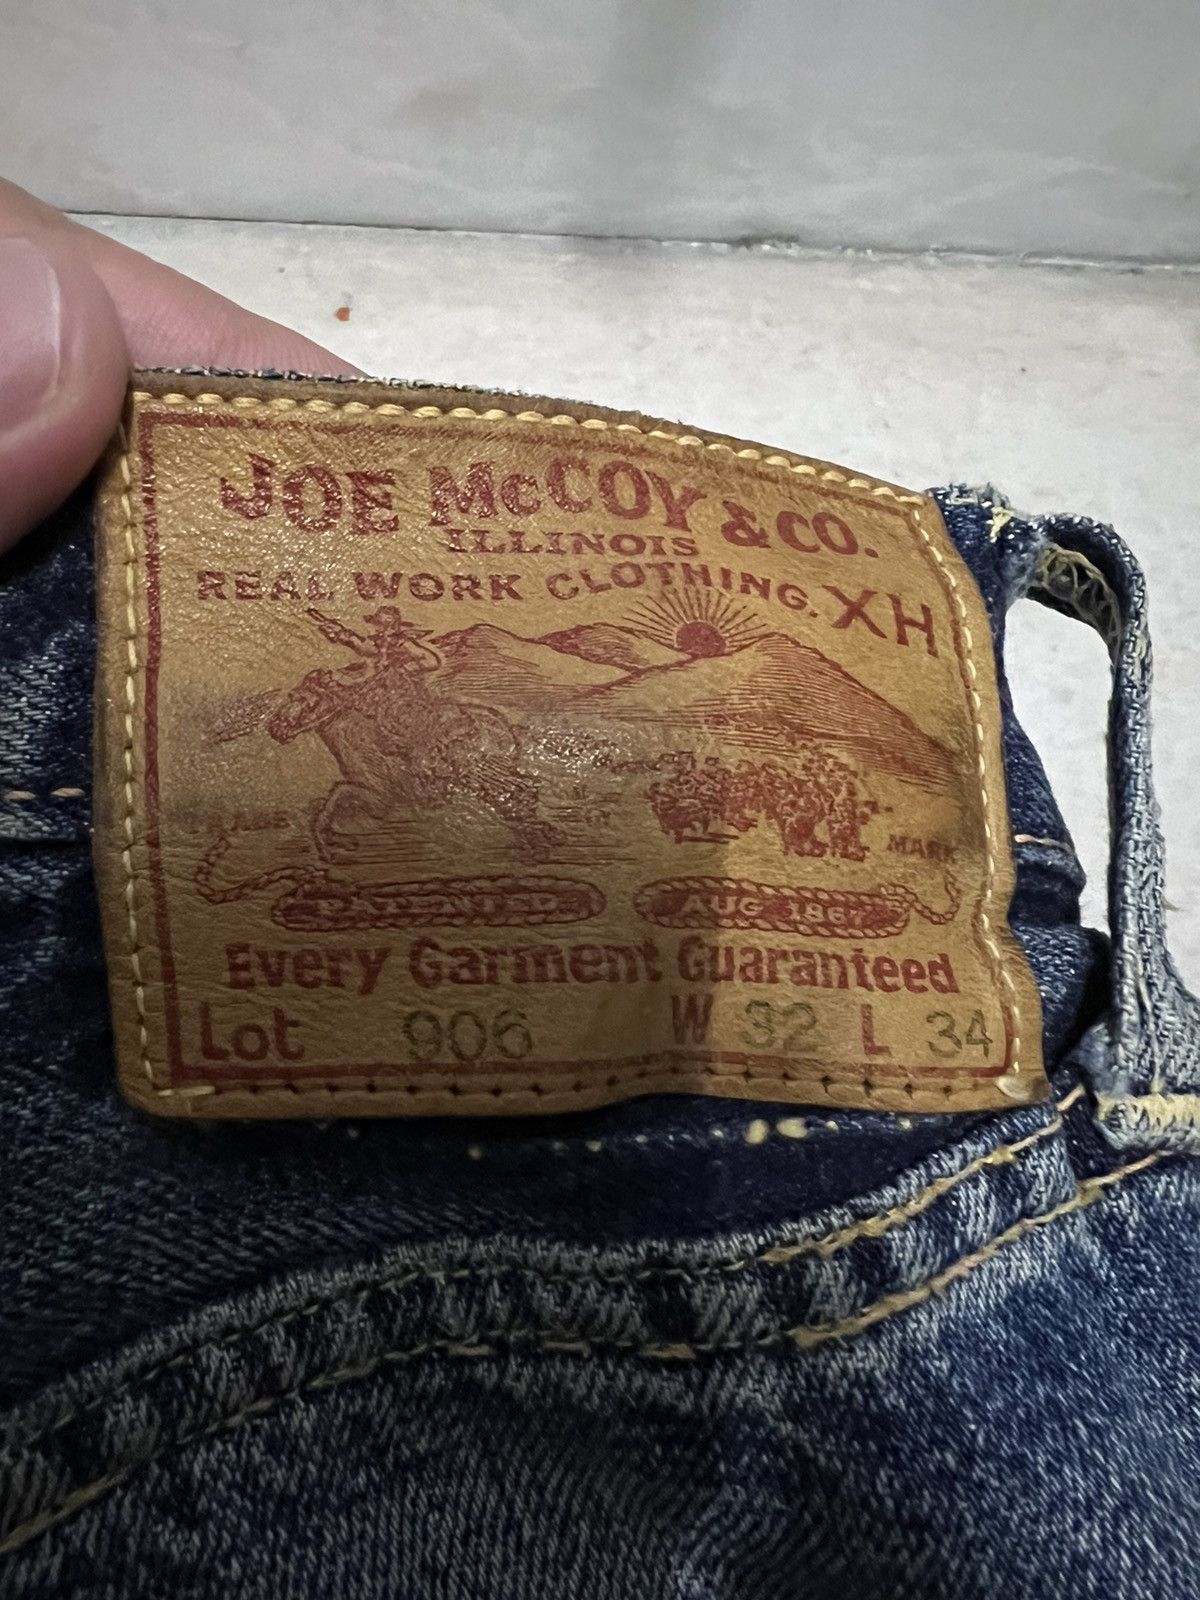 JOE McCOY & CO.
ILLINOIS
REAL WORK CLOTHING. XH
TRADE MARK
PATENTED AUG 1867
Every Garment Guaranteed
Lot 906 W 32 L 34